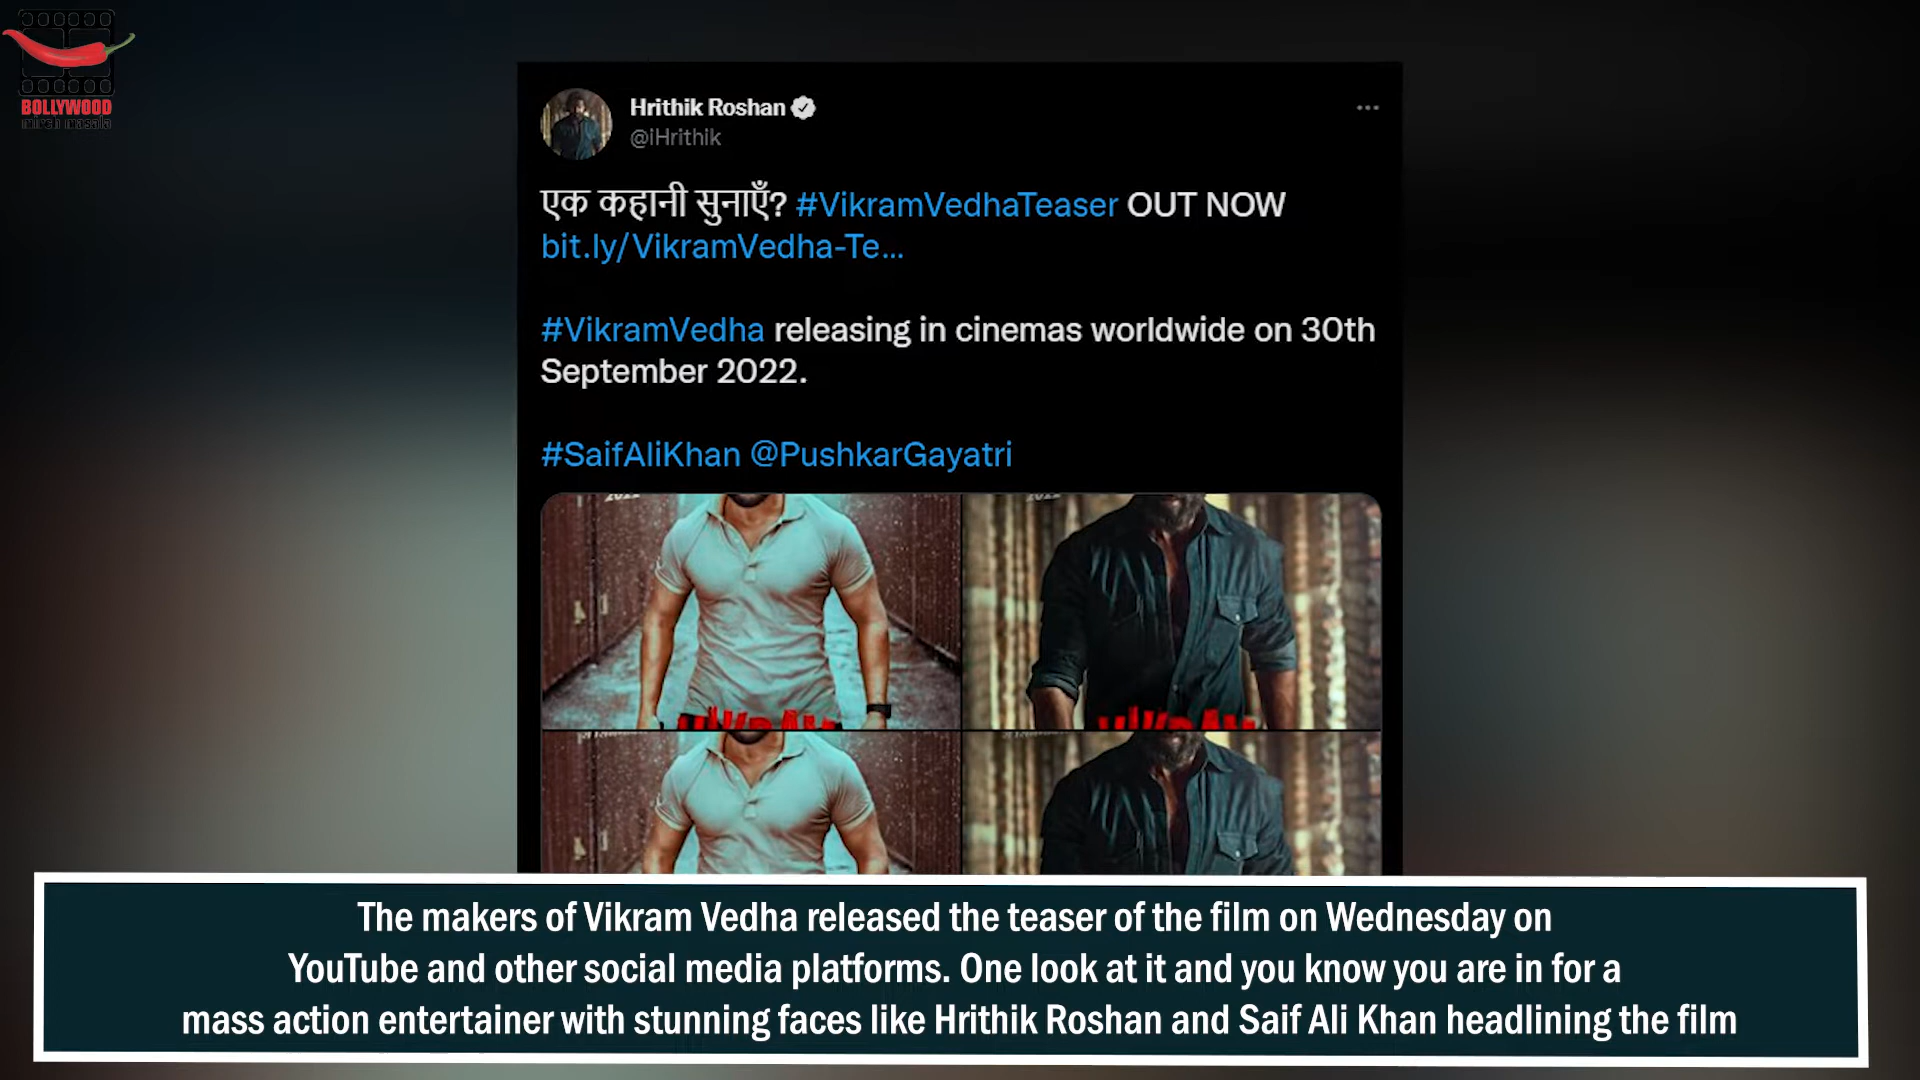 BOLLYWOOD
mirch masala
Hrithik Roshan
@iHrithik
एक कहानी सुनाएँ? #VikramVedhaTeaser OUT NOW
bit.ly/VikramVedha-Te...
#VikramVedha releasing in cinemas worldwide on 30th
September 2022.
#SaifAliKhan @PushkarGayatri
The makers of Vikram Vedha released the teaser of the film on Wednesday on
YouTube and other social media platforms. One look at it and you know you are in for a
mass action entertainer with stunning faces like Hrithik Roshan and Saif Ali Khan headlining the film